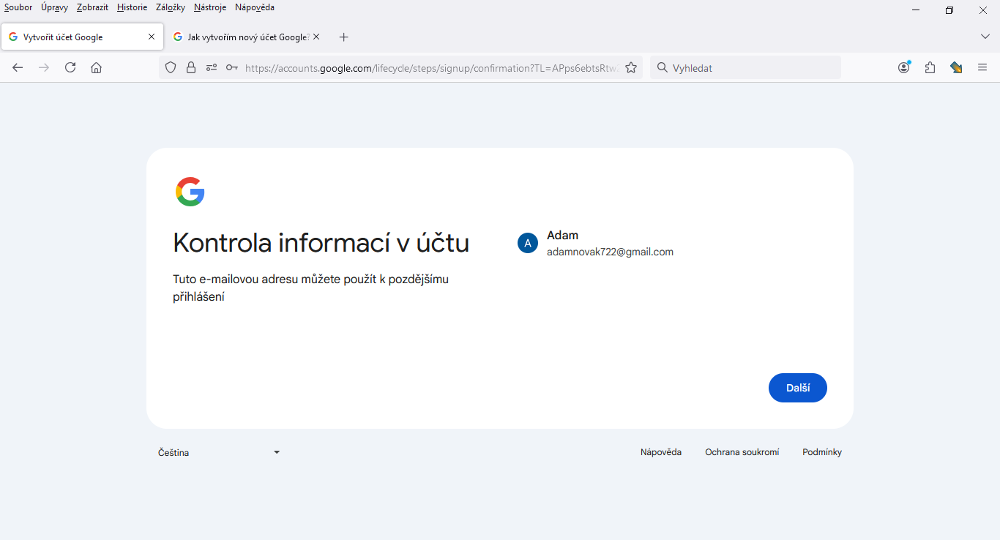 Soubor Úpravy Zobrazit Historie Záložky Nástroje Nápověda
Vytvořit účet Google
Jak vytvořím nový účet Google?
https://accounts.google.com/lifecycle/steps/signup/confirmation?TL=APps6ebtsRtw
Vyhledat
Kontrola informací v účtu
Tuto e-mailovou adresu můžete použít k pozdějšímu
přihlášení
A
Adam
adamnovak722@gmail.com
Další
Čeština
Nápověda Ochrana soukromí Podmínky